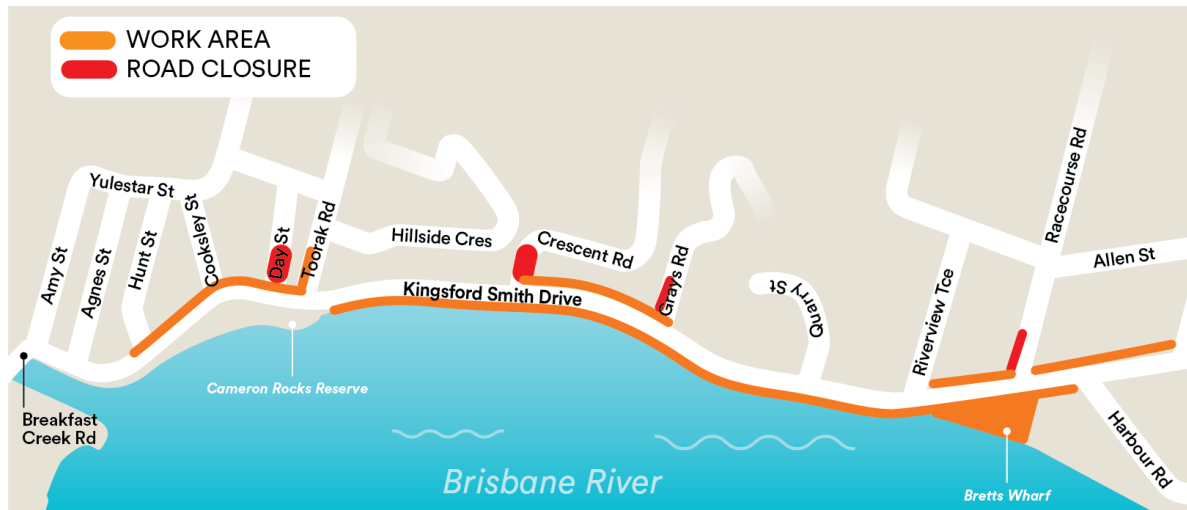 WORK AREA
ROAD CLOSURE
Yulestar St
Amy St
Agnes St
Hunt St
Cooksley St
Day St
Toorak Rd
Hillside Cres
Crescent Rd
Kingsford Smith Drive
Grays Rd
Quarry St
Riverview Tce
Racecourse Rd
Allen St
Harbour Rd
Cameron Rocks Reserve
Breakfast
Creek Rd
Brisbane River
Bretts Wharf